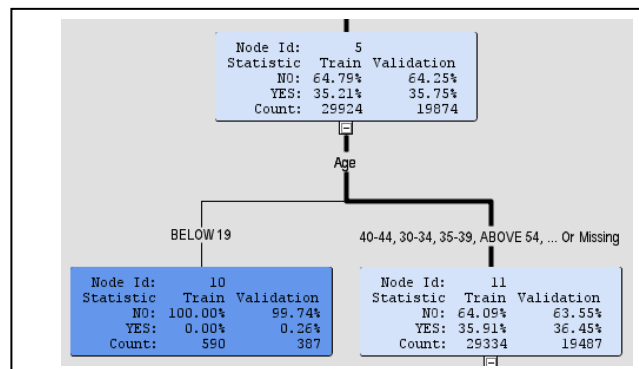 Node Id: 5
Statistic Train Validation
NO: 64.79% 64.25%
YES: 35.21% 35.75%
Count: 29924 19874
Age
BELOW 19
40-44, 30-34, 35-39, ABOVE 54, ... Or Missing
Node Id: 10
Statistic Train Validation
NO: 100.00% 99.74%
YES: 0.00% 0.26%
Count: 590 387
Node Id: 11
Statistic Train Validation
NO: 64.09% 63.55%
YES: 35.91% 36.45%
Count: 29334 19487